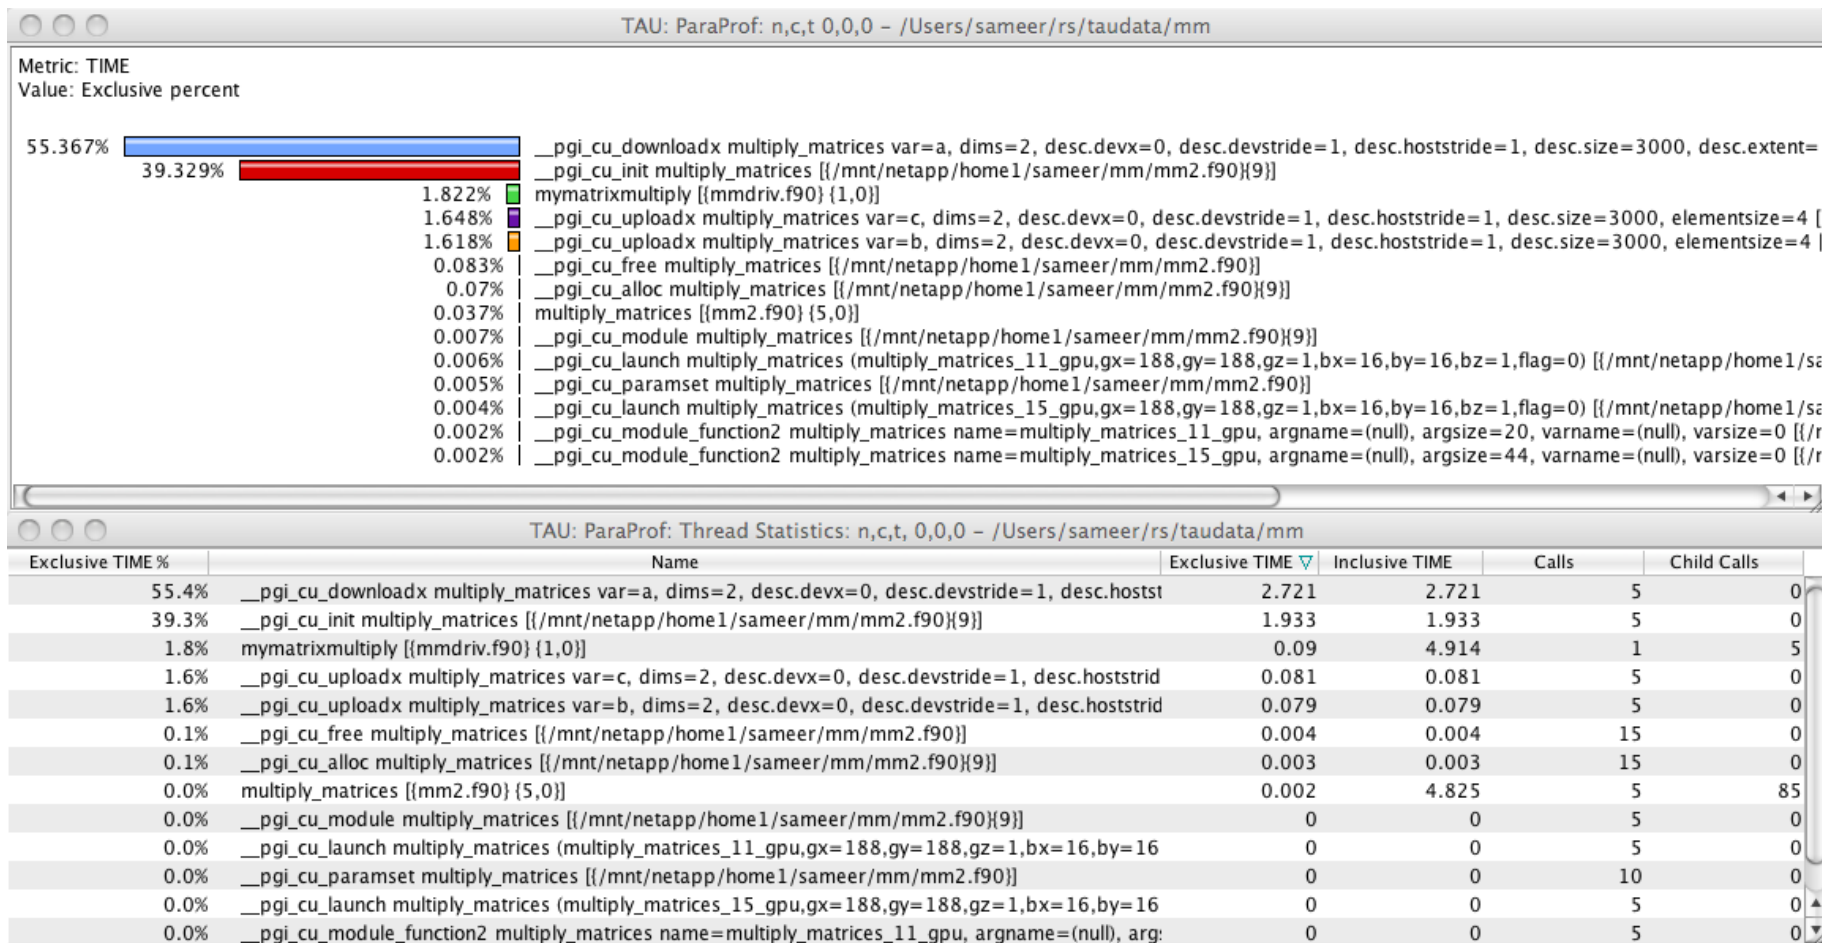 TAU: ParaProf: n,c,t 0,0,0 – /Users/sameer/rs/taudata/mm
Metric: TIME
Value: Exclusive percent
55.367% __pgi_cu_downloadx multiply_matrices var=a, dims=2, desc.devx=0, desc.devstride=1, desc.hoststride=1, desc.size=3000, desc.extent=
39.329% __pgi_cu_init multiply_matrices [{/mnt/netapp/home1/sameer/mm/mm2.f90}{9}]
1.822% mymatrixmultiply [{mmdriv.f90} {1,0}]
1.648% __pgi_cu_uploadx multiply_matrices var=c, dims=2, desc.devx=0, desc.devstride=1, desc.hoststride=1, desc.size=3000, elementsize=4 [
1.618% __pgi_cu_uploadx multiply_matrices var=b, dims=2, desc.devx=0, desc.devstride=1, desc.hoststride=1, desc.size=3000, elementsize=4 [
0.083% __pgi_cu_free multiply_matrices [{/mnt/netapp/home1/sameer/mm/mm2.f90}]
0.07% __pgi_cu_alloc multiply_matrices [{/mnt/netapp/home1/sameer/mm/mm2.f90}{9}]
0.037% multiply_matrices [{mm2.f90} {5,0}]
0.007% __pgi_cu_module multiply_matrices [{/mnt/netapp/home1/sameer/mm/mm2.f90}{9}]
0.006% __pgi_cu_launch multiply_matrices (multiply_matrices_11_gpu,gx=188,gy=188,gz=1,bx=16,by=16,bz=1,flag=0) [{/mnt/netapp/home1/sa
0.005% __pgi_cu_paramset multiply_matrices [{/mnt/netapp/home1/sameer/mm/mm2.f90}]
0.004% __pgi_cu_launch multiply_matrices (multiply_matrices_15_gpu,gx=188,gy=188,gz=1,bx=16,by=16,bz=1,flag=0) [{/mnt/netapp/home1/sa
0.002% __pgi_cu_module_function2 multiply_matrices name=multiply_matrices_11_gpu, argname=(null), argsize=20, varname=(null), varsize=0 [{/r
0.002% __pgi_cu_module_function2 multiply_matrices name=multiply_matrices_15_gpu, argname=(null), argsize=44, varname=(null), varsize=0 [{/r
TAU: ParaProf: Thread Statistics: n,c,t, 0,0,0 – /Users/sameer/rs/taudata/mm
Exclusive TIME % Name Exclusive TIME Inclusive TIME Calls Child Calls
55.4% __pgi_cu_downloadx multiply_matrices var=a, dims=2, desc.devx=0, desc.devstride=1, desc.hostst 2.721 2.721 5 0
39.3% __pgi_cu_init multiply_matrices [{/mnt/netapp/home1/sameer/mm/mm2.f90}{9}] 1.933 1.933 5 0
1.8% mymatrixmultiply [{mmdriv.f90} {1,0}] 0.09 4.914 1 5
1.6% __pgi_cu_uploadx multiply_matrices var=c, dims=2, desc.devx=0, desc.devstride=1, desc.hoststrid 0.081 0.081 5 0
1.6% __pgi_cu_uploadx multiply_matrices var=b, dims=2, desc.devx=0, desc.devstride=1, desc.hoststrid 0.079 0.079 5 0
0.1% __pgi_cu_free multiply_matrices [{/mnt/netapp/home1/sameer/mm/mm2.f90}] 0.004 0.004 15 0
0.1% __pgi_cu_alloc multiply_matrices [{/mnt/netapp/home1/sameer/mm/mm2.f90}{9}] 0.003 0.003 15 0
0.0% multiply_matrices [{mm2.f90} {5,0}] 0.002 4.825 5 85
0.0% __pgi_cu_module multiply_matrices [{/mnt/netapp/home1/sameer/mm/mm2.f90}{9}] 0 0 5 0
0.0% __pgi_cu_launch multiply_matrices (multiply_matrices_11_gpu,gx=188,gy=188,gz=1,bx=16,by=16 0 0 5 0
0.0% __pgi_cu_paramset multiply_matrices [{/mnt/netapp/home1/sameer/mm/mm2.f90}] 0 0 10 0
0.0% __pgi_cu_launch multiply_matrices (multiply_matrices_15_gpu,gx=188,gy=188,gz=1,bx=16,by=16 0 0 5 0
0.0% __pgi_cu_module_function2 multiply_matrices name=multiply_matrices_11_gpu, argname=(null), arg: 0 0 5 0